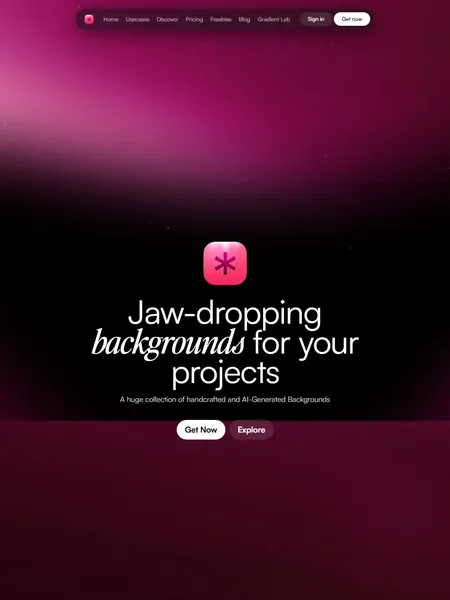 Home Usecases Discover Pricing Freebies Blog Gradient Lab Sign in Get now
Jaw-dropping
backgrounds for your
projects
A huge collection of handcrafted and AI-Generated Backgrounds
Get Now Explore